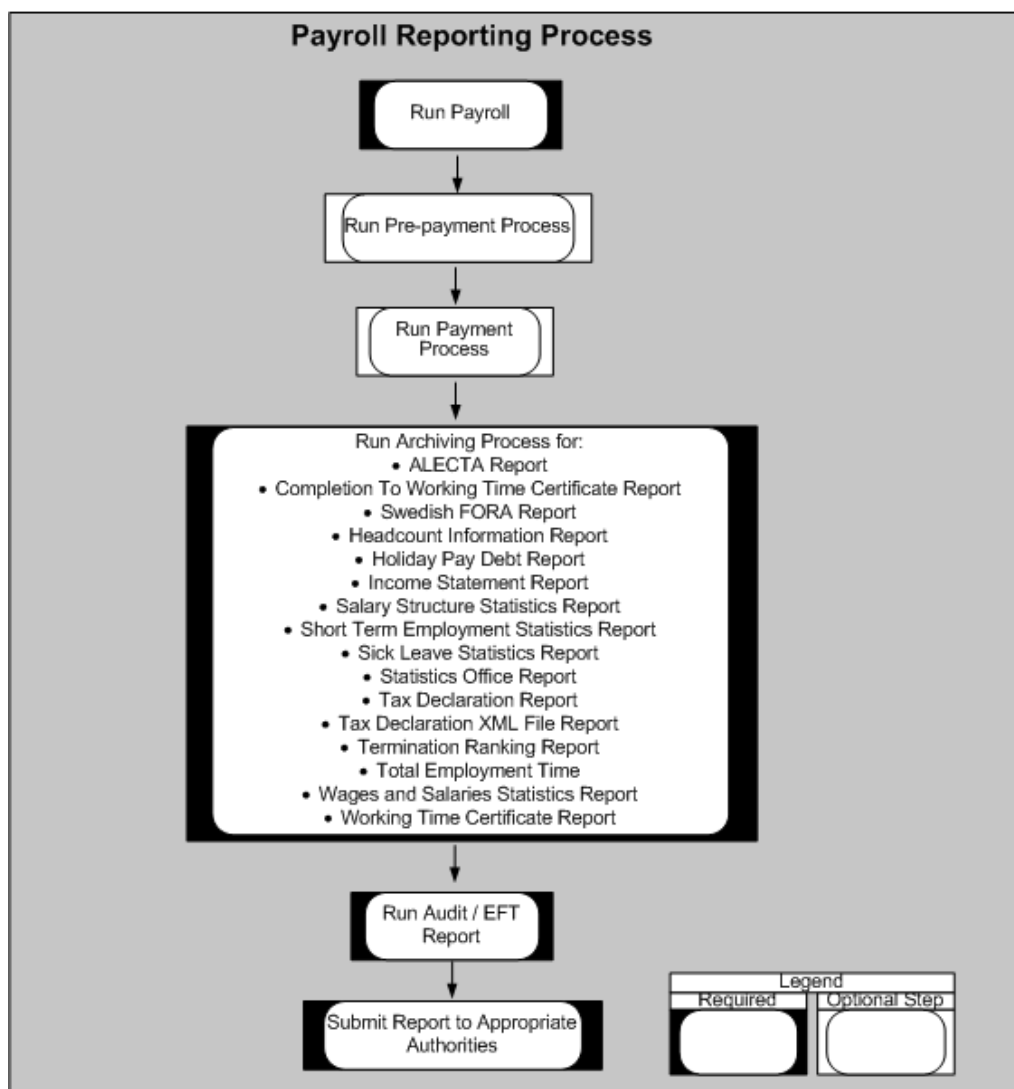 Payroll Reporting Process
Run Payroll
Run Pre-payment Process
Run Payment
Process
Run Archiving Process for:
• ALECTA Report
• Completion To Working Time Certificate Report
• Swedish FORA Report
• Headcount Information Report
• Holiday Pay Debt Report
• Income Statement Report
• Salary Structure Statistics Report
• Short Term Employment Statistics Report
• Sick Leave Statistics Report
• Statistics Office Report
• Tax Declaration Report
• Tax Declaration XML File Report
• Termination Ranking Report
• Total Employment Time
• Wages and Salaries Statistics Report
• Working Time Certificate Report
Run Audit / EFT
Report
Submit Report to Appropriate
Authorities
Legend
Required
Optional Step